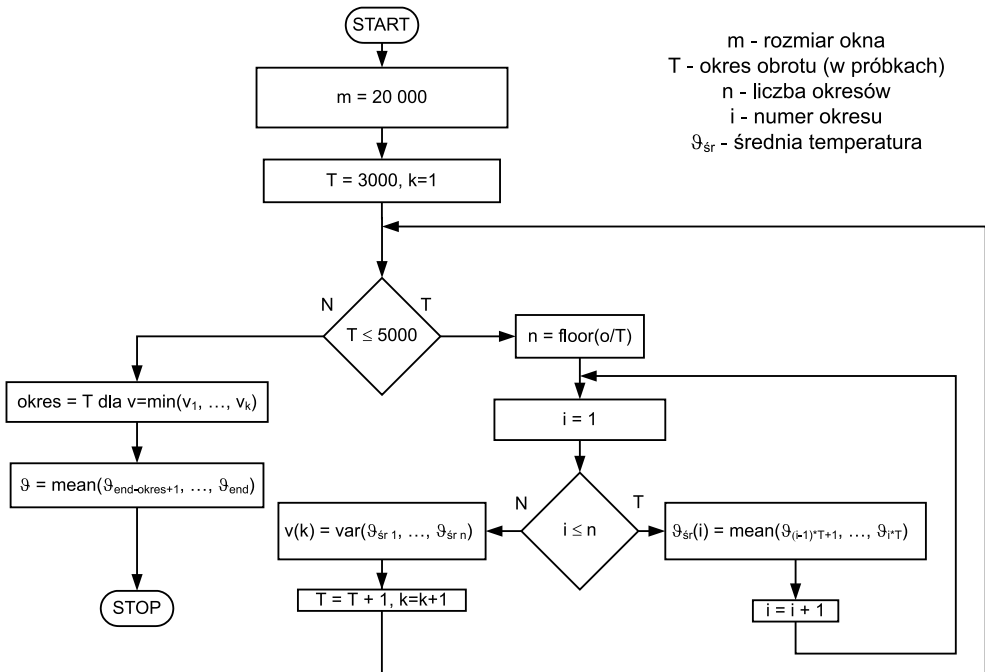 START
m - rozmiar okna
T - okres obrotu (w próbkach)
n - liczba okresów
i - numer okresu
ϑśr - średnia temperatura
m = 20 000
T = 3000, k=1
N
T
T ≤ 5000
n = floor(o/T)
okres = T dla v=min(v1, …, vk)
i = 1
ϑ = mean(ϑend-okres+1, …, ϑend)
N
T
v(k) = var(ϑśr 1, …, ϑśr n)
i ≤ n
ϑśr(i) = mean(ϑ(i-1)*T+1, …, ϑi*T)
STOP
T = T + 1, k=k+1
i = i + 1